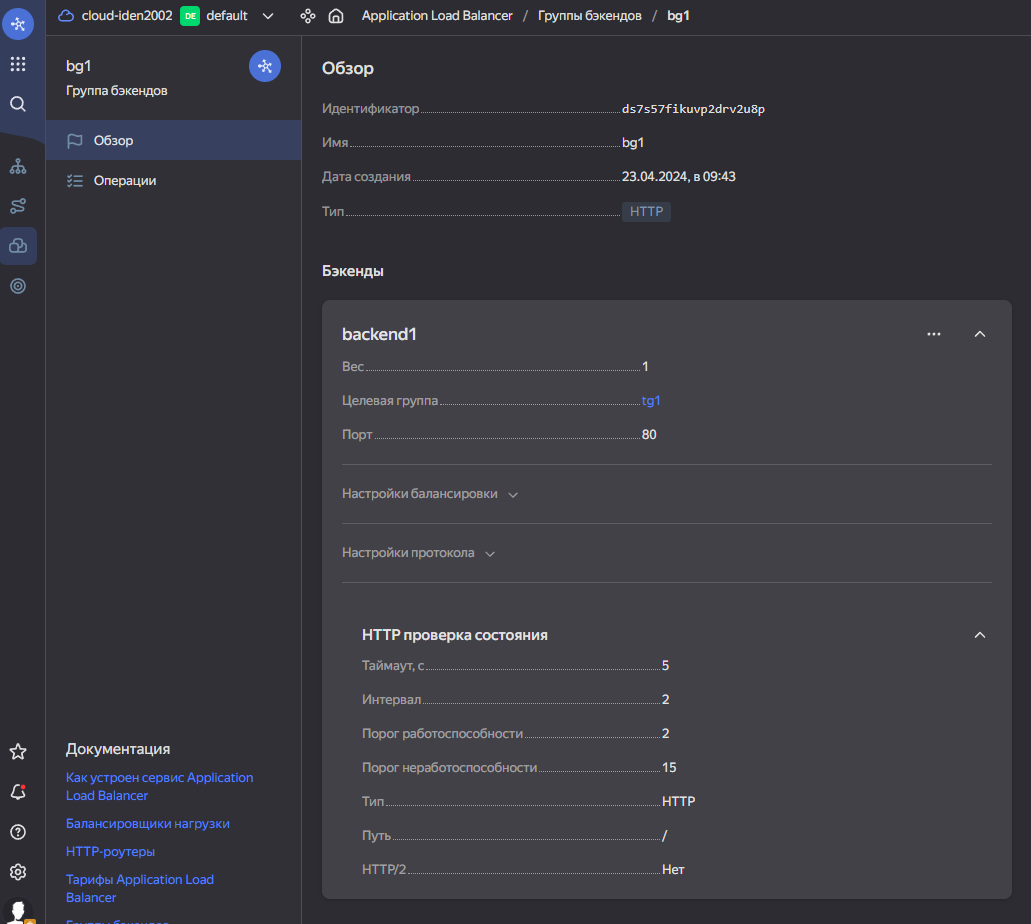 cloud-iden2002 DE default Application Load Balancer / Группы бэкендов / bg1
bg1
Группа бэкендов
Обзор
Операции
Документация
Как устроен сервис Application
Load Balancer
Балансировщики нагрузки
HTTP-роутеры
Тарифы Application Load
Balancer
Обзор
Идентификатор ds7s57fikuvp2drv2u8p
Имя bg1
Дата создания 23.04.2024, в 09:43
Тип HTTP
Бэкенды
backend1
Вес 1
Целевая группа tg1
Порт 80
Настройки балансировки
Настройки протокола
HTTP проверка состояния
Таймаут, с 5
Интервал 2
Порог работоспособности 2
Порог неработоспособности 15
Тип HTTP
Путь /
HTTP/2 Нет